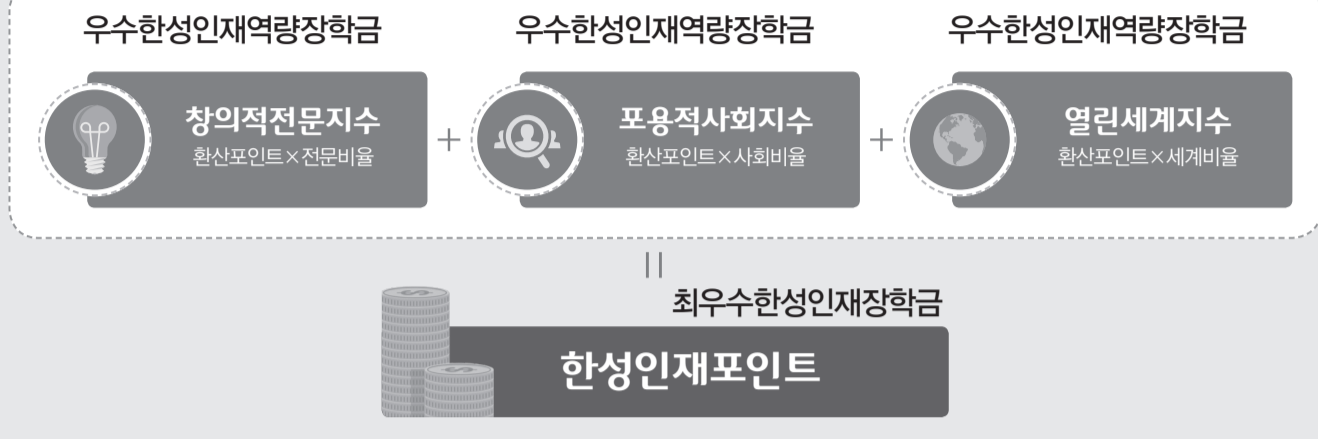 우수한성인재역량장학금 우수한성인재역량장학금 우수한성인재역량장학금
창의적전문지수
환산포인트×전문비율
+
포용적사회지수
환산포인트×사회비율
+
열린세계지수
환산포인트×세계비율
=
최우수한성인재장학금
한성인재포인트